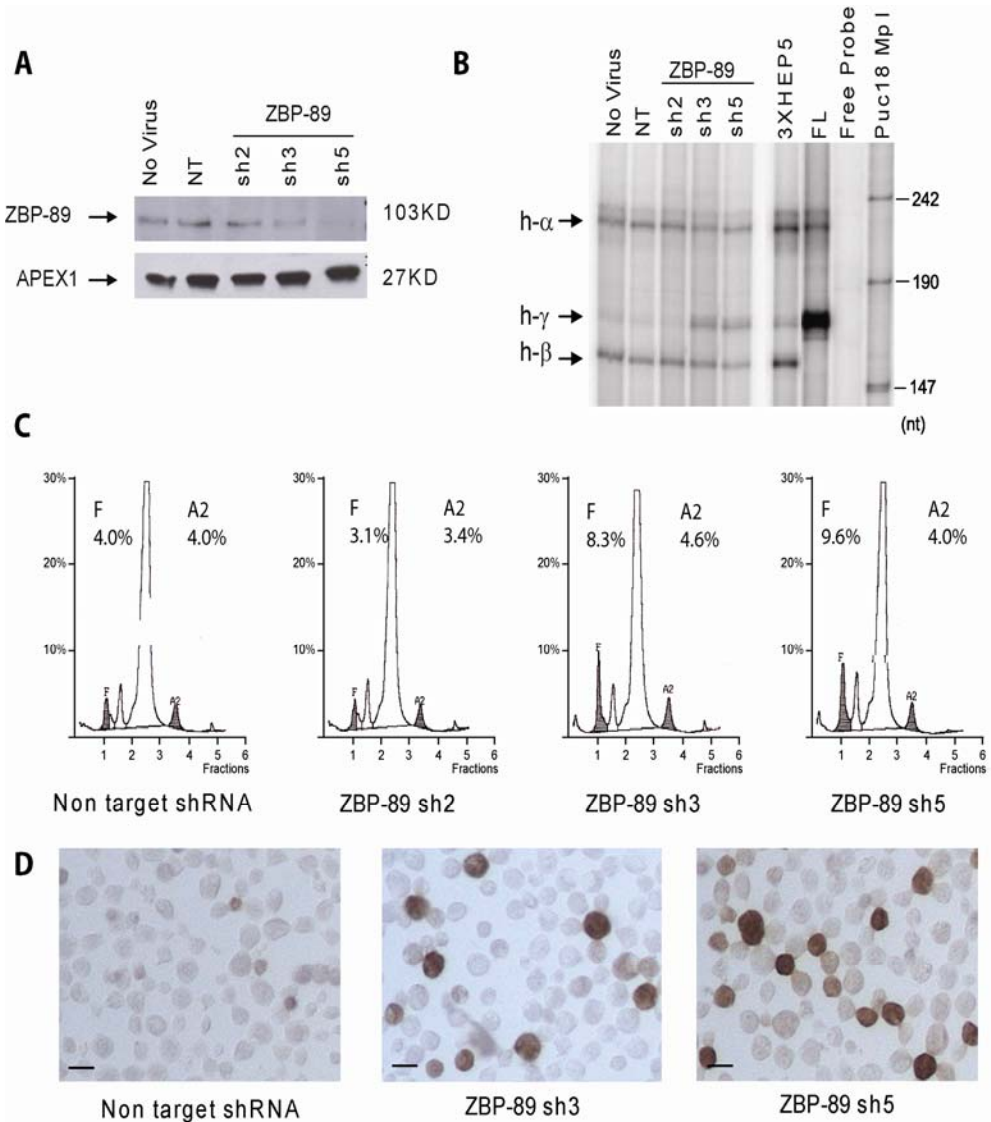 A
No Virus
NT
ZBP-89
sh2
sh3
sh5
ZBP-89
103KD
APEX1
27KD
B
No Virus
NT
ZBP-89
sh2
sh3
sh5
3XHEP5
FL
Free Probe
Puc18 Mp I
h-α
h-γ
h-β
242
190
147
(nt)
C
30%
20%
10%
F
4.0%
A2
4.0%
F
A2
1 2 3 4 5 6
Fractions
Non target shRNA
30%
20%
10%
F
3.1%
A2
3.4%
F
A2
1 2 3 4 5 6
Fractions
ZBP-89 sh2
30%
20%
10%
F
8.3%
A2
4.6%
F
A2
1 2 3 4 5 6
Fractions
ZBP-89 sh3
30%
20%
10%
F
9.6%
A2
4.0%
F
A2
1 2 3 4 5 6
Fractions
ZBP-89 sh5
D
Non target shRNA
ZBP-89 sh3
ZBP-89 sh5